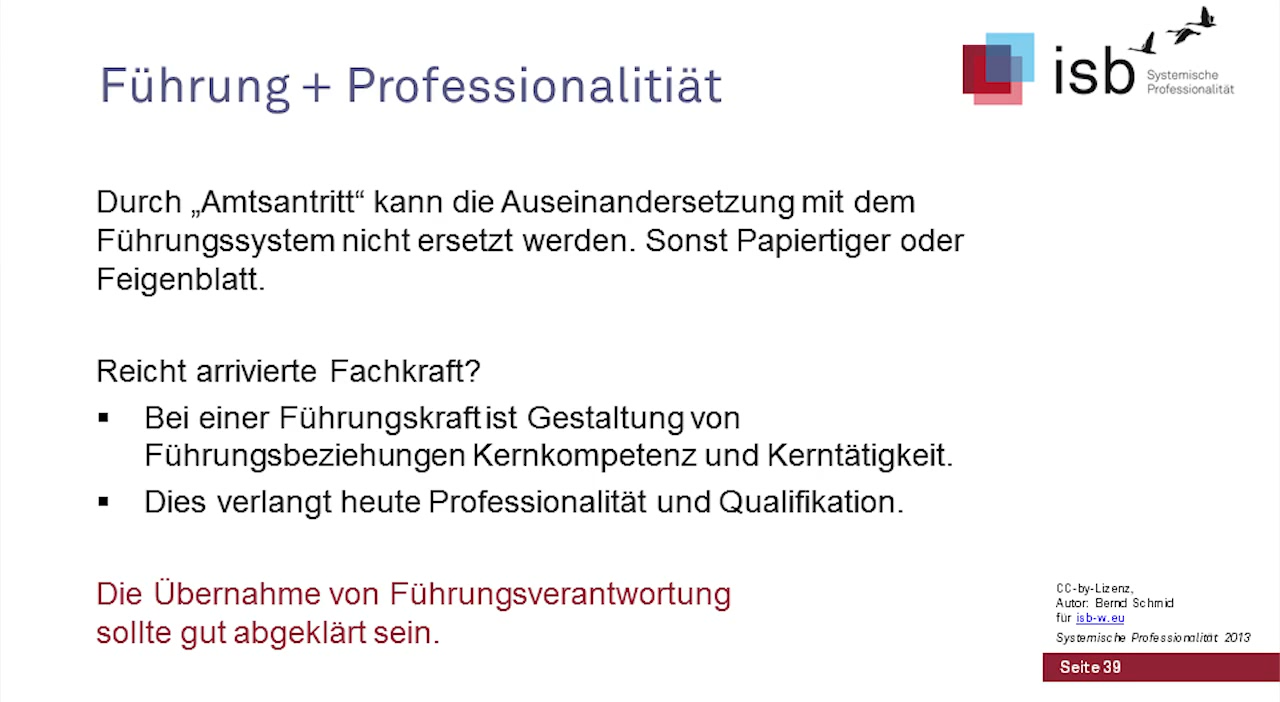 Führung + Professionalitiät
isb
Systemische
Professionalität
Durch „Amtsantritt“ kann die Auseinandersetzung mit dem
Führungssystem nicht ersetzt werden. Sonst Papiertiger oder
Feigenblatt.
Reicht arrivierte Fachkraft?
▪ Bei einer Führungskraft ist Gestaltung von
Führungsbeziehungen Kernkompetenz und Kerntätigkeit.
▪ Dies verlangt heute Professionalität und Qualifikation.
Die Übernahme von Führungsverantwortung
sollte gut abgeklärt sein.
CC-by-Lizenz,
Autor: Bernd Schmid
für isb-w.eu
Systemische Professionalität 2013
Seite 39